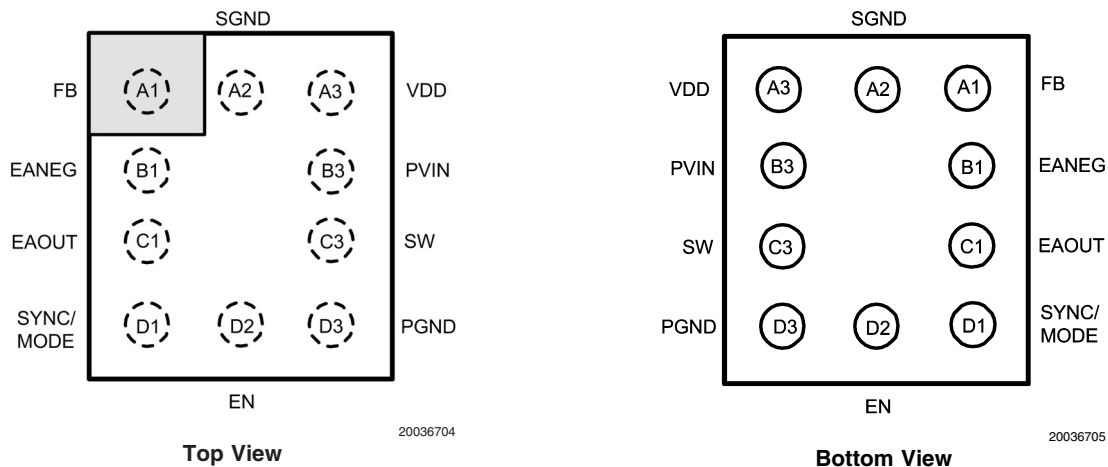 SGND
FB A1 A2 A3 VDD
EANEG B1 B3 PVIN
EAOUT C1 C3 SW
SYNC/
MODE D1 D2 D3 PGND
EN
20036704
Top View
SGND
VDD A3 A2 A1 FB
PVIN B3 B1 EANEG
SW C3 C1 EAOUT
PGND D3 D2 D1 SYNC/
MODE
EN
20036705
Bottom View